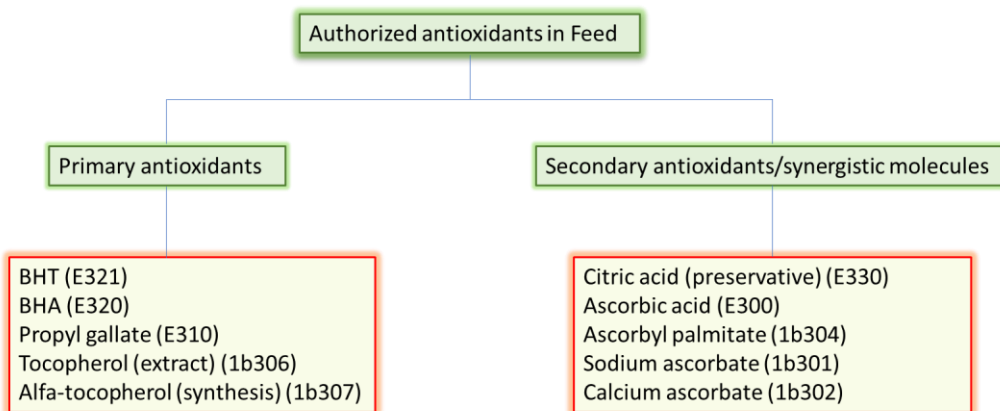 Authorized antioxidants in Feed
Primary antioxidants
Secondary antioxidants/synergistic molecules
BHT (E321)
BHA (E320)
Propyl gallate (E310)
Tocopherol (extract) (1b306)
Alfa-tocopherol (synthesis) (1b307)
Citric acid (preservative) (E330)
Ascorbic acid (E300)
Ascorbyl palmitate (1b304)
Sodium ascorbate (1b301)
Calcium ascorbate (1b302)